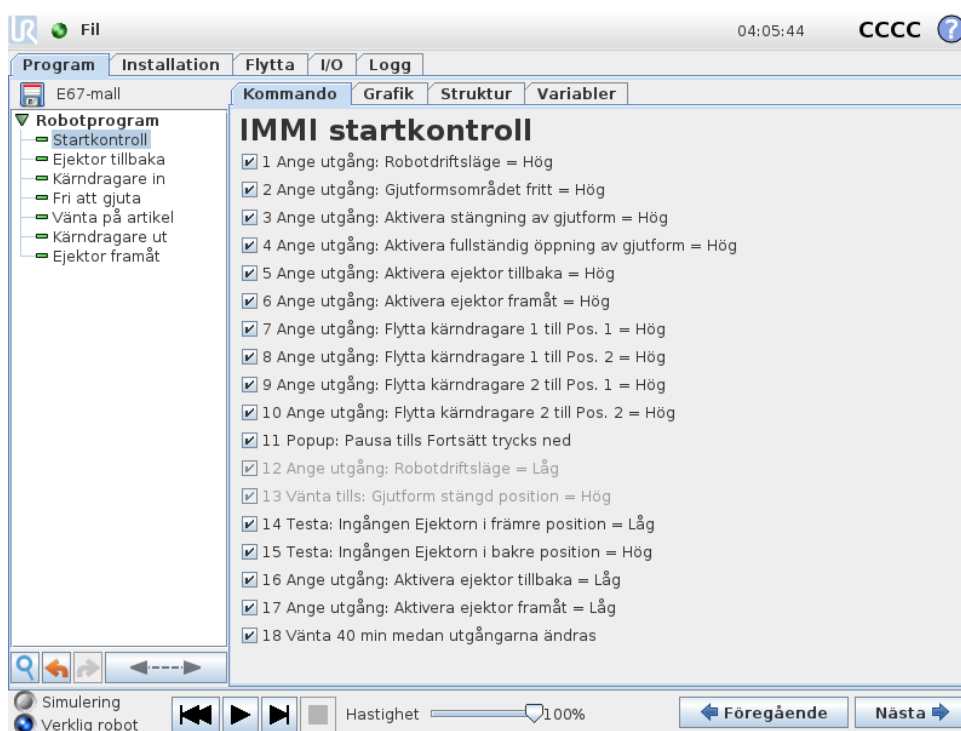 UR Fil 04:05:44 CCCC ?
Program Installation Flytta I/O Logg
E67-mall
Kommando Grafik Struktur Variabler
Robotprogram
Startkontroll
Ejektor tillbaka
Kärndragare in
Fri att gjuta
Vänta på artikel
Kärndragare ut
Ejektor framåt
IMMI startkontroll
1 Ange utgång: Robotdriftsläge = Hög
2 Ange utgång: Gjutformsområdet fritt = Hög
3 Ange utgång: Aktivera stängning av gjutform = Hög
4 Ange utgång: Aktivera fullständig öppning av gjutform = Hög
5 Ange utgång: Aktivera ejektor tillbaka = Hög
6 Ange utgång: Aktivera ejektor framåt = Hög
7 Ange utgång: Flytta kärndragare 1 till Pos. 1 = Hög
8 Ange utgång: Flytta kärndragare 1 till Pos. 2 = Hög
9 Ange utgång: Flytta kärndragare 2 till Pos. 1 = Hög
10 Ange utgång: Flytta kärndragare 2 till Pos. 2 = Hög
11 Popup: Pausa tills Fortsätt trycks ned
12 Ange utgång: Robotdriftsläge = Låg
13 Vänta tills: Gjutform stängd position = Hög
14 Testa: Ingången Ejektorn i främre position = Låg
15 Testa: Ingången Ejektorn i bakre position = Hög
16 Ange utgång: Aktivera ejektor tillbaka = Låg
17 Ange utgång: Aktivera ejektor framåt = Låg
18 Vänta 40 min medan utgångarna ändras
Simulering
Verklig robot
Hastighet 100%
Föregående
Nästa